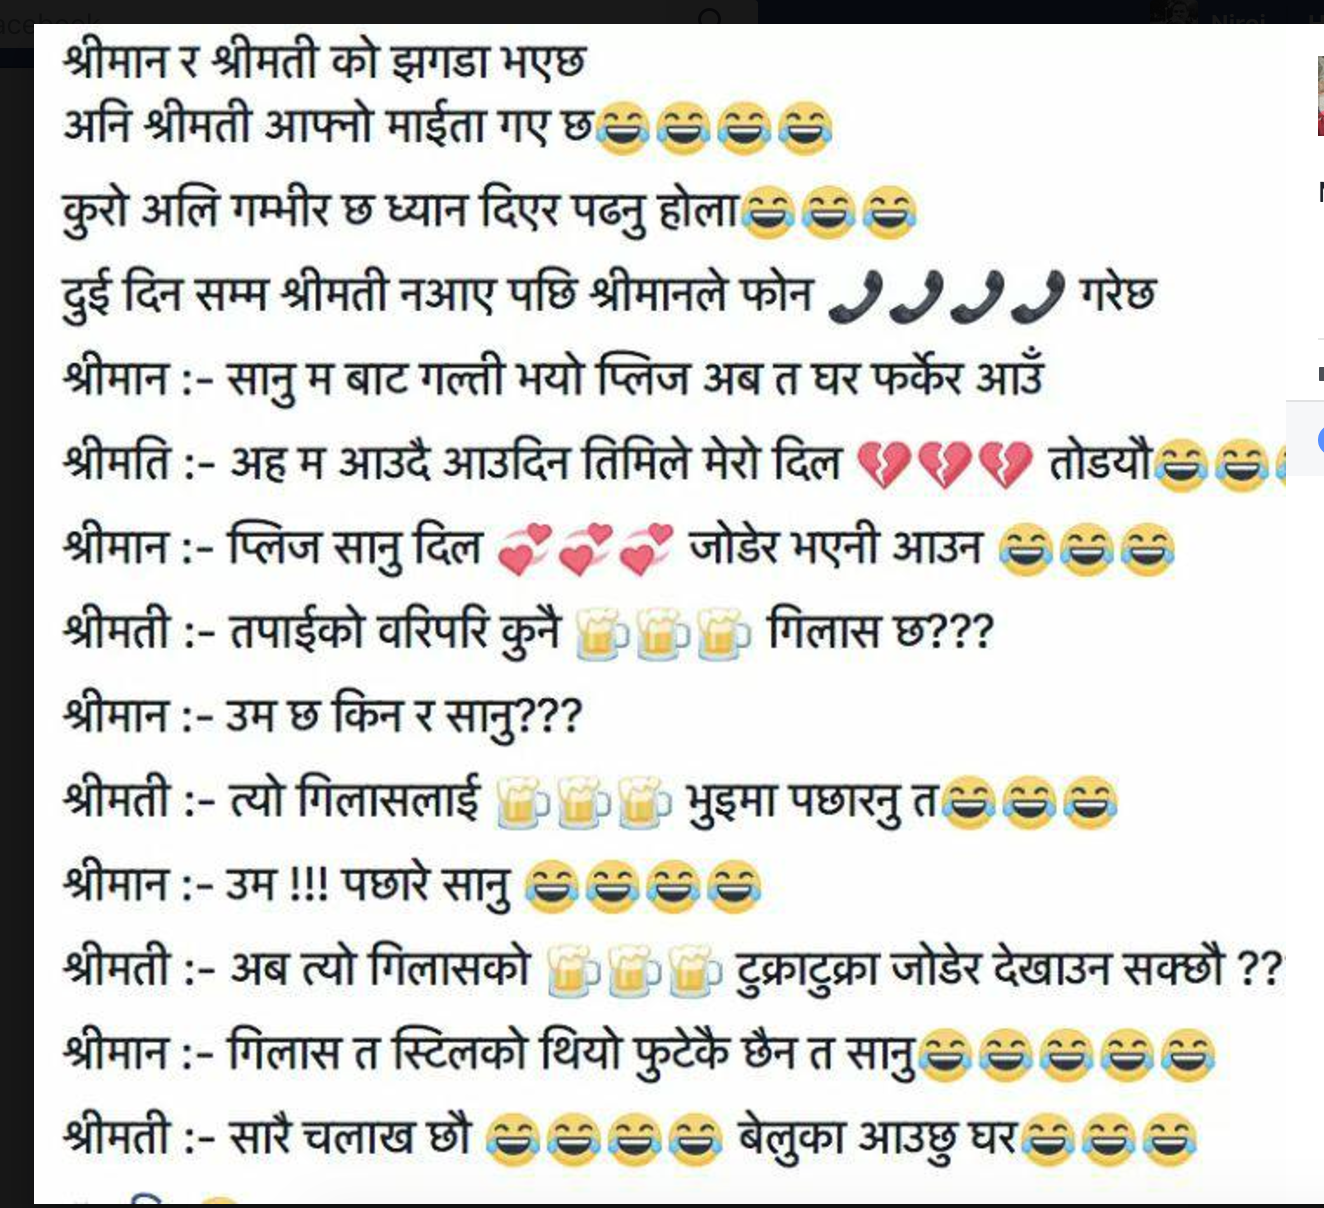 श्रीमान र श्रीमती को झगडा भएछ
अनि श्रीमती आफ्नो माईता गए छ😂😂😂😂
कुरो अलि गम्भीर छ ध्यान दिएर पढनु होला😂😂😂
दुई दिन सम्म श्रीमती नआए पछि श्रीमानले फोन 📞📞📞📞 गरेछ
श्रीमान :- सानु म बाट गल्ती भयो प्लिज अब त घर फर्केर आउँ
श्रीमति :- अह म आउदै आउदिन तिमिले मेरो दिल 💔💔💔 तोडयौ😂😂😂
श्रीमान :- प्लिज सानु दिल 💞💞💞 जोडेर भएनी आउन 😂😂😂
श्रीमती :- तपाईको वरिपरि कुनै 🍺🍺🍺 गिलास छ???
श्रीमान :- उम छ किन र सानु???
श्रीमती :- त्यो गिलासलाई 🍺🍺🍺 भुइमा पछारनु त😂😂😂
श्रीमान :- उम !!! पछारे सानु 😂😂😂😂
श्रीमती :- अब त्यो गिलासको 🍺🍺🍺 टुक्राटुक्रा जोडेर देखाउन सक्छौ ??
श्रीमान :- गिलास त स्टिलको थियो फुटेकै छैन त सानु😂😂😂😂😂
श्रीमती :- सारै चलाख छौ 😂😂😂😂 बेलुका आउछु घर😂😂😂